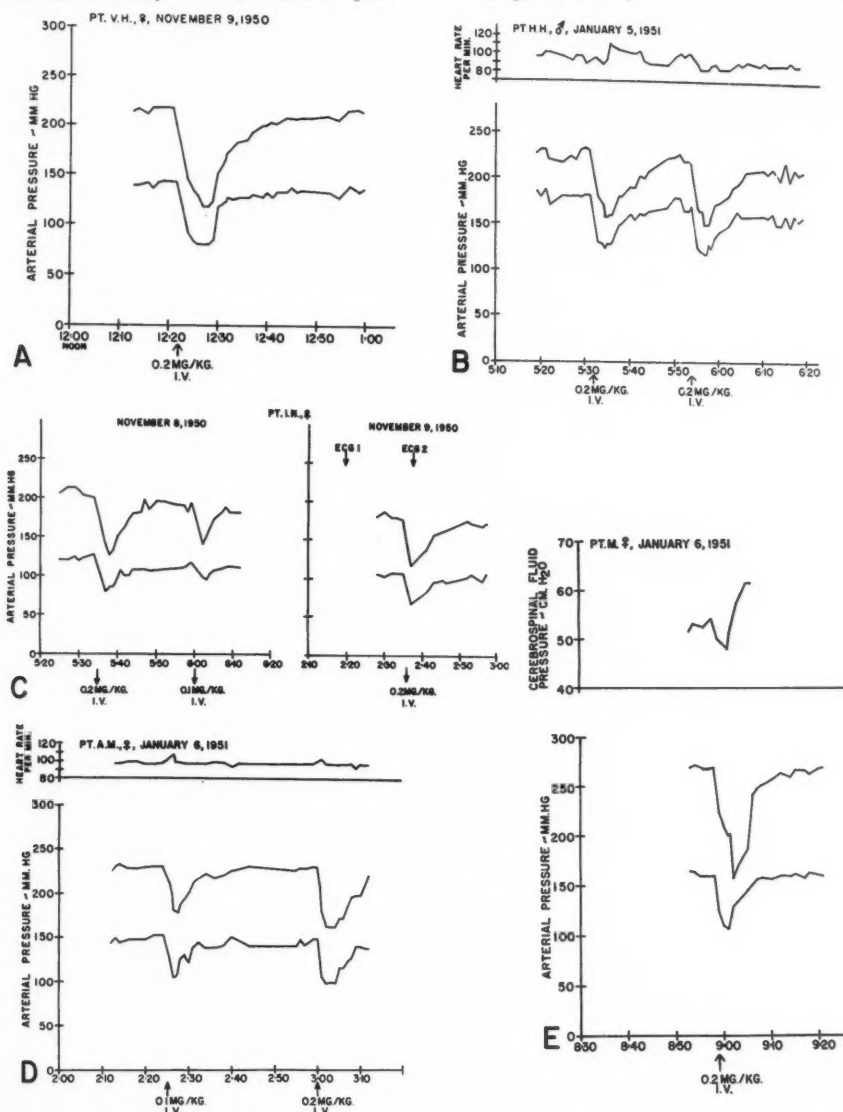 PT. V.H., ♀, NOVEMBER 9, 1950
ARTERIAL PRESSURE - MM. HG
300
250
200
150
100
50
0
12:00
NOON
12:10
12:20
12:30
12:40
12:50
1:00
0.2 MG./KG.
I.V.
A
PT. H.H., ♂, JANUARY 5, 1951
HEART RATE
PER MIN.
120
100
80
ARTERIAL PRESSURE - MM. HG.
250
200
150
100
50
0
5:10
5:20
5:30
5:40
5:50
6:00
6:10
6:20
0.2 MG./KG.
I.V.
0.2 MG./KG.
I.V.
B
PT. I.N., ♀
NOVEMBER 8, 1950
NOVEMBER 9, 1950
ECG 1
ECG 2
ARTERIAL PRESSURE - MM. HG
250
200
150
100
50
0
5:20
5:30
5:40
5:50
6:00
6:10
6:20
2:10
2:20
2:30
2:40
2:50
3:00
0.2 MG./KG.
I.V.
0.1 MG./KG.
I.V.
0.2 MG./KG.
I.V.
C
PT. A.M., ♀, JANUARY 6, 1951
HEART RATE
PER MIN.
120
100
80
ARTERIAL PRESSURE - MM. HG
300
250
200
150
100
50
0
2:00
2:10
2:20
2:30
2:40
2:50
3:00
3:10
0.1 MG./KG.
I.V.
0.2 MG./KG.
I.V.
D
PT. M. ♀, JANUARY 6, 1951
CEREBROSPINAL FLUID
PRESSURE - CM. H2O
70
60
50
40
ARTERIAL PRESSURE - MM. HG
300
250
200
150
100
50
0
8:30
8:40
8:50
9:00
9:10
9:20
0.2 MG./KG.
I.V.
E